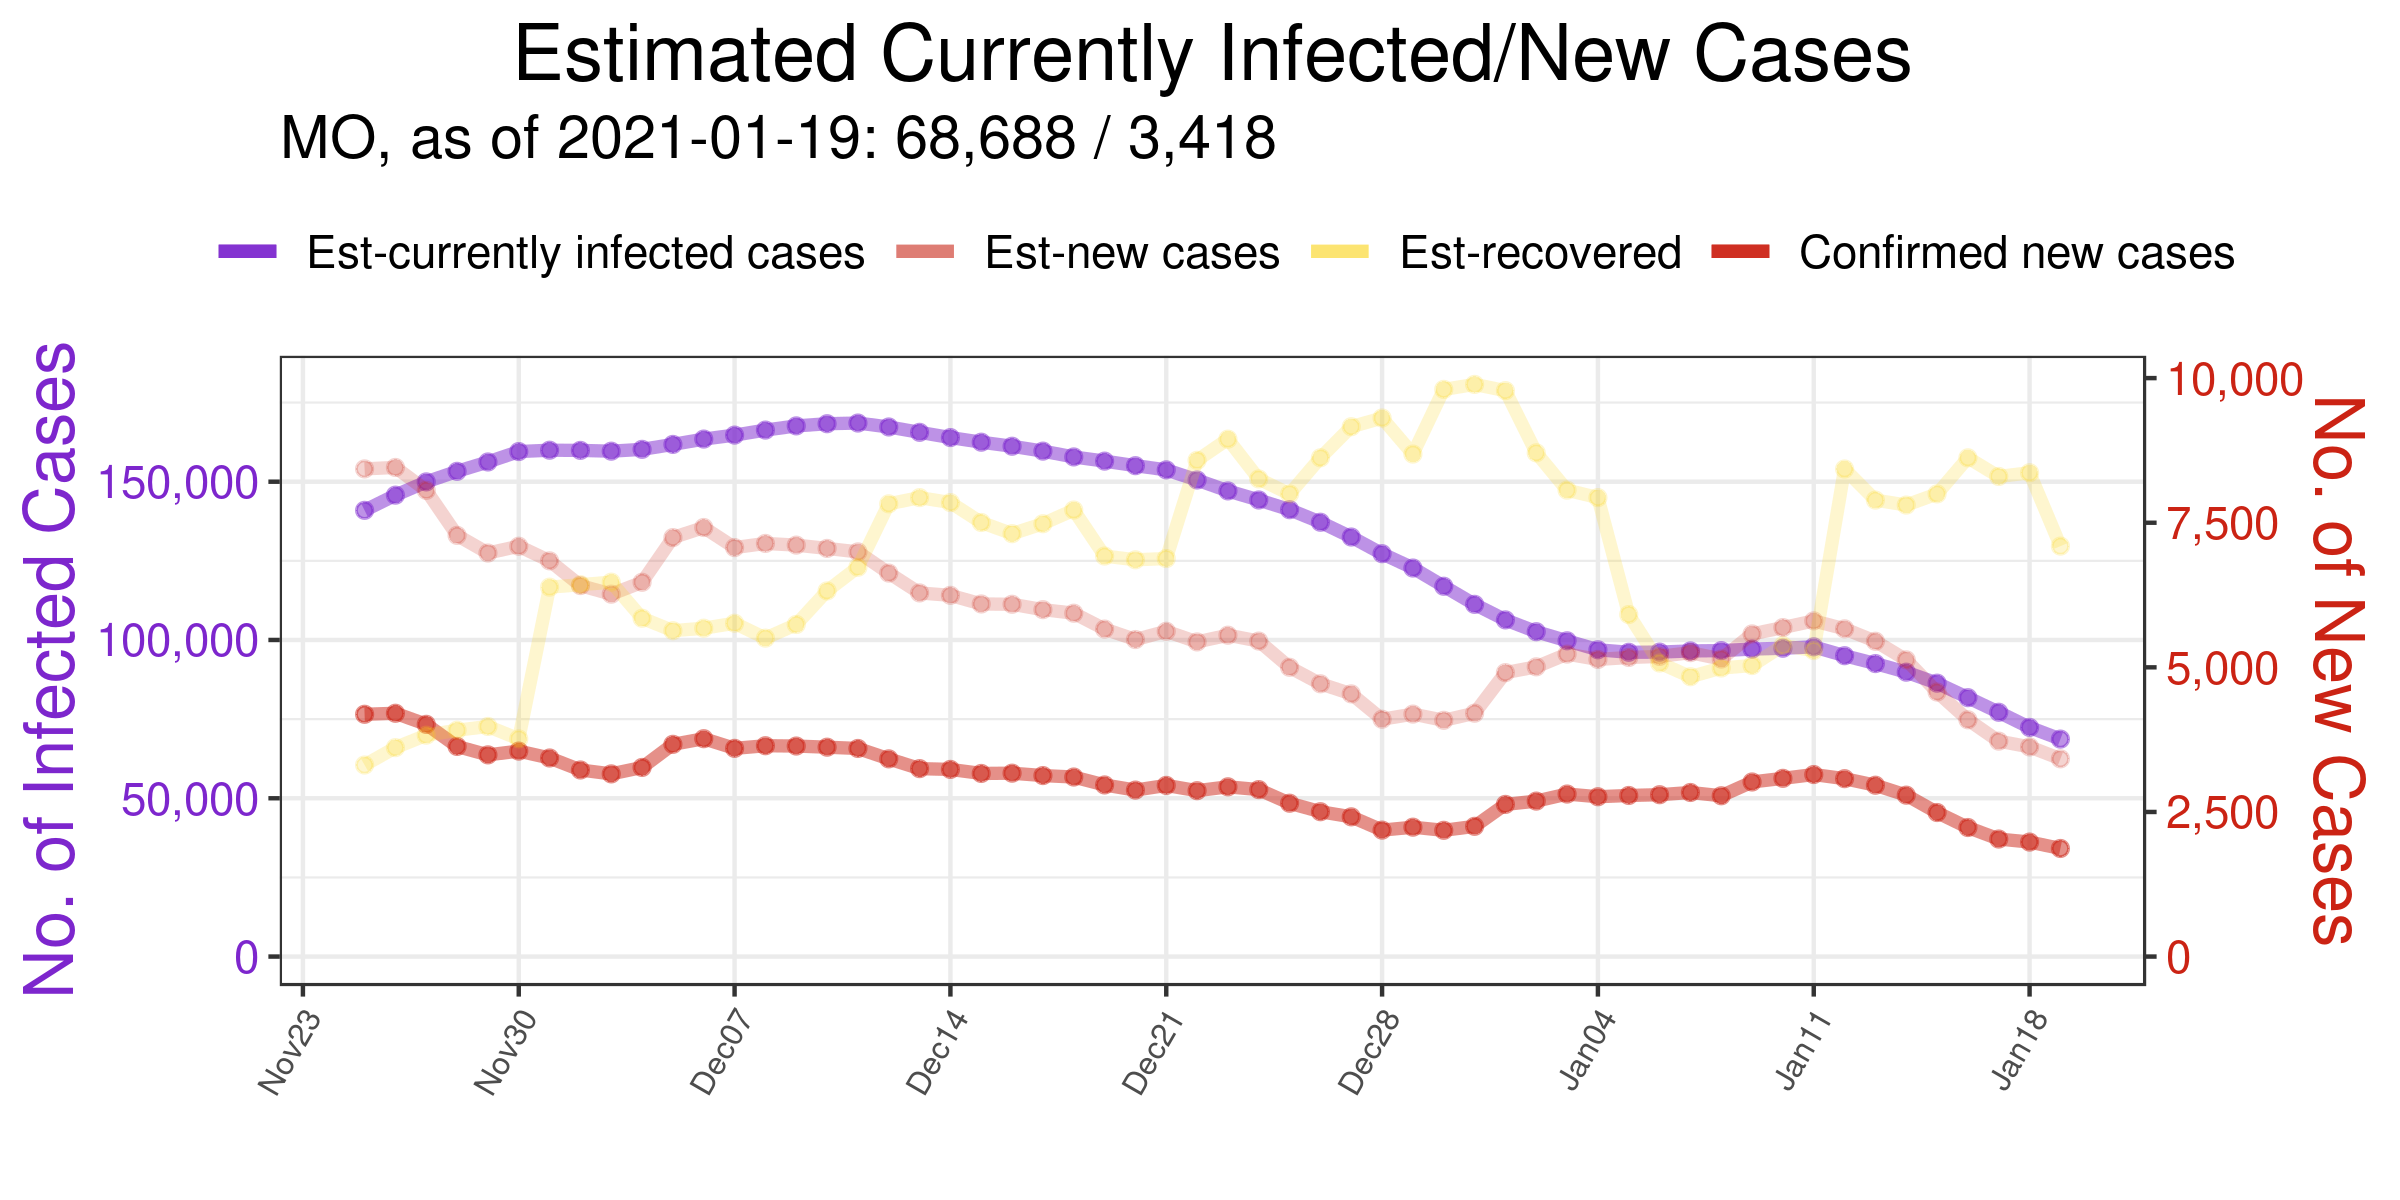 Estimated Currently Infected/New Cases
MO, as of 2021-01-19: 68,688 / 3,418
Est-currently infected cases Est-new cases Est-recovered Confirmed new cases
No. of Infected Cases
150,000
100,000
50,000
0
10,000
7,500
5,000
2,500
0
No. of New Cases
Nov23 Nov30 Dec07 Dec14 Dec21 Dec28 Jan04 Jan11 Jan18